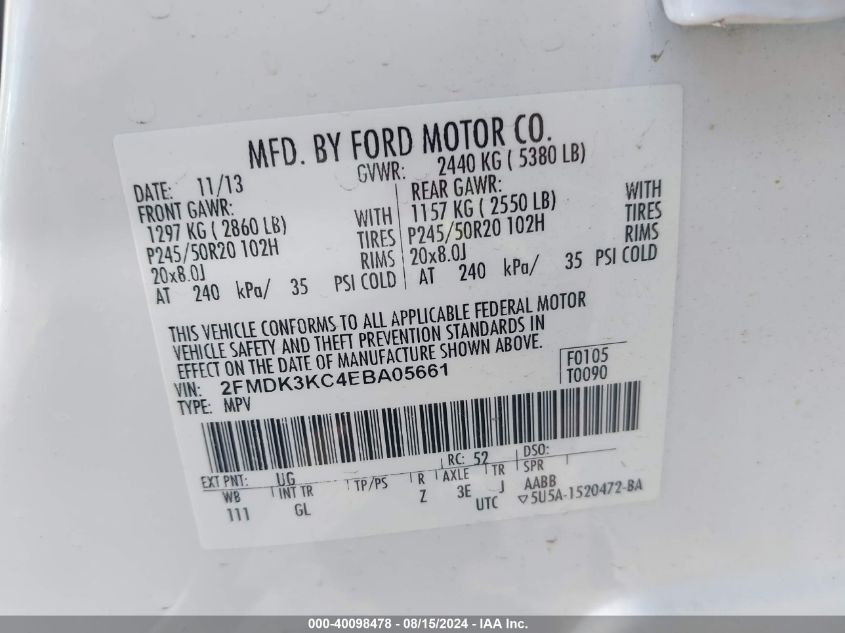 MFD. BY FORD MOTOR CO.
DATE: 11/13 GVWR: 2440 KG ( 5380 LB)
FRONT GAWR: REAR GAWR:
1297 KG ( 2860 LB) WITH 1157 KG ( 2550 LB) WITH
P245/50R20 102H TIRES P245/50R20 102H TIRES
20x8.0J RIMS 20x8.0J RIMS
AT 240 kPa/ 35 PSI COLD AT 240 kPa/ 35 PSI COLD
THIS VEHICLE CONFORMS TO ALL APPLICABLE FEDERAL MOTOR
VEHICLE SAFETY AND THEFT PREVENTION STANDARDS IN
EFFECT ON THE DATE OF MANUFACTURE SHOWN ABOVE.
VIN: 2FMDK3KC4EBA05661 F0105
TYPE: MPV T0090
EXT PNT: UG RC: 52 DSO:
WB INT TR TP/PS R AXLE TR SPR
111 GL Z 3E J AABB
UTC ▽5U5A-1520472-BA
000-40098478 - 08/15/2024 - IAA Inc.